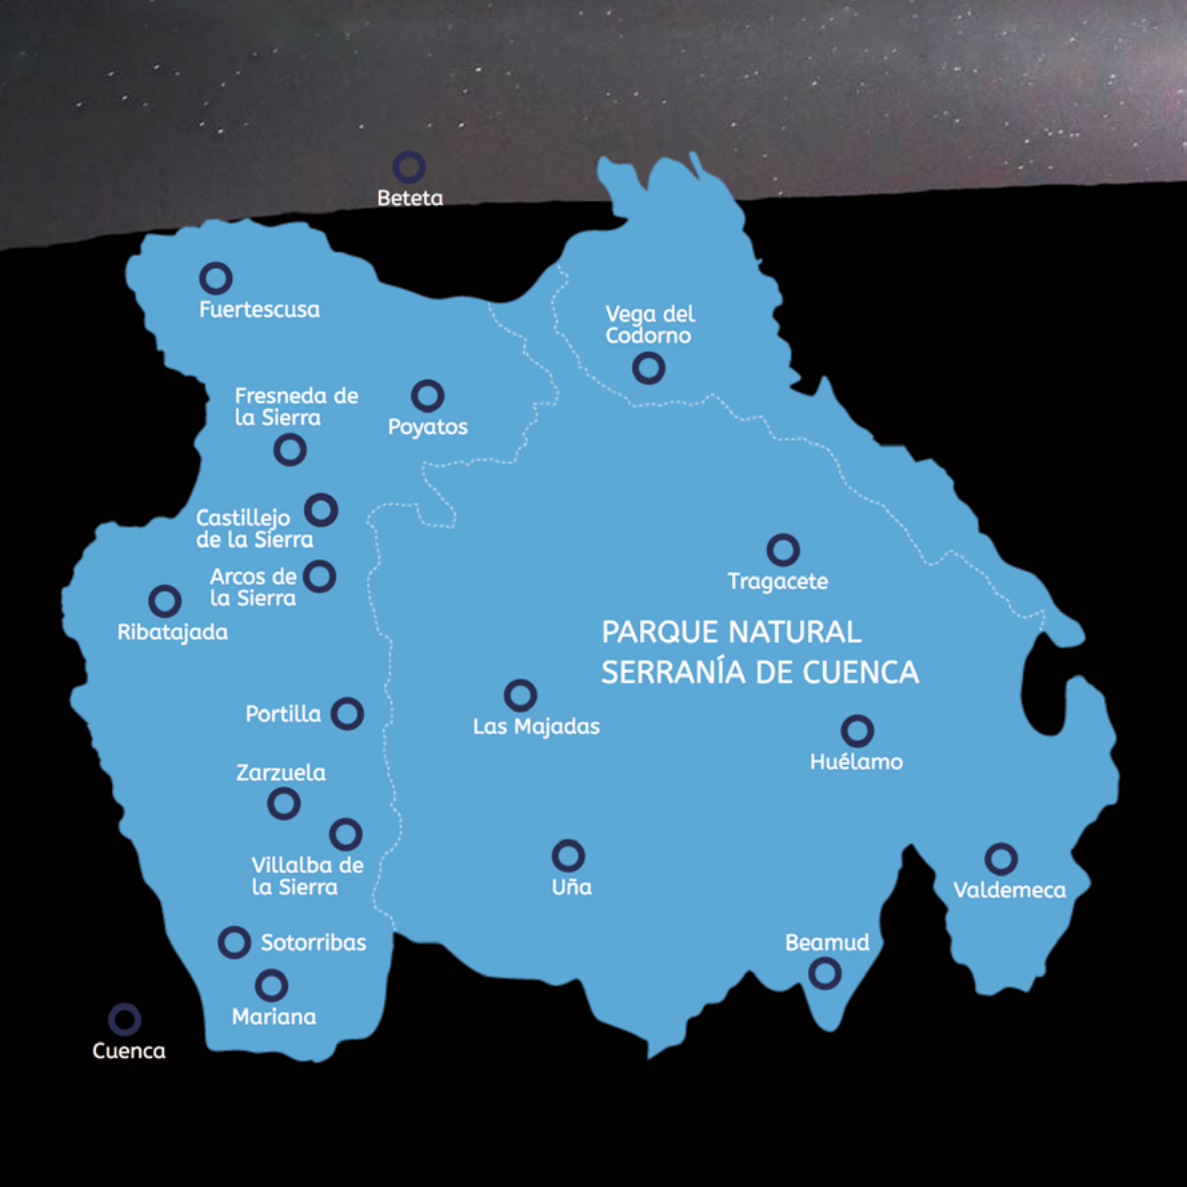 Beteta
Fuertescusa
Vega del
Codorno
Fresneda de
la Sierra
Poyatos
Castillejo
de la Sierra
Arcos de
la Sierra
Ribatajada
Tragacete
PARQUE NATURAL
SERRANÍA DE CUENCA
Portilla
Las Majadas
Huélamo
Zarzuela
Villalba de
la Sierra
Uña
Valdemeca
Sotorribas
Beamud
Mariana
Cuenca